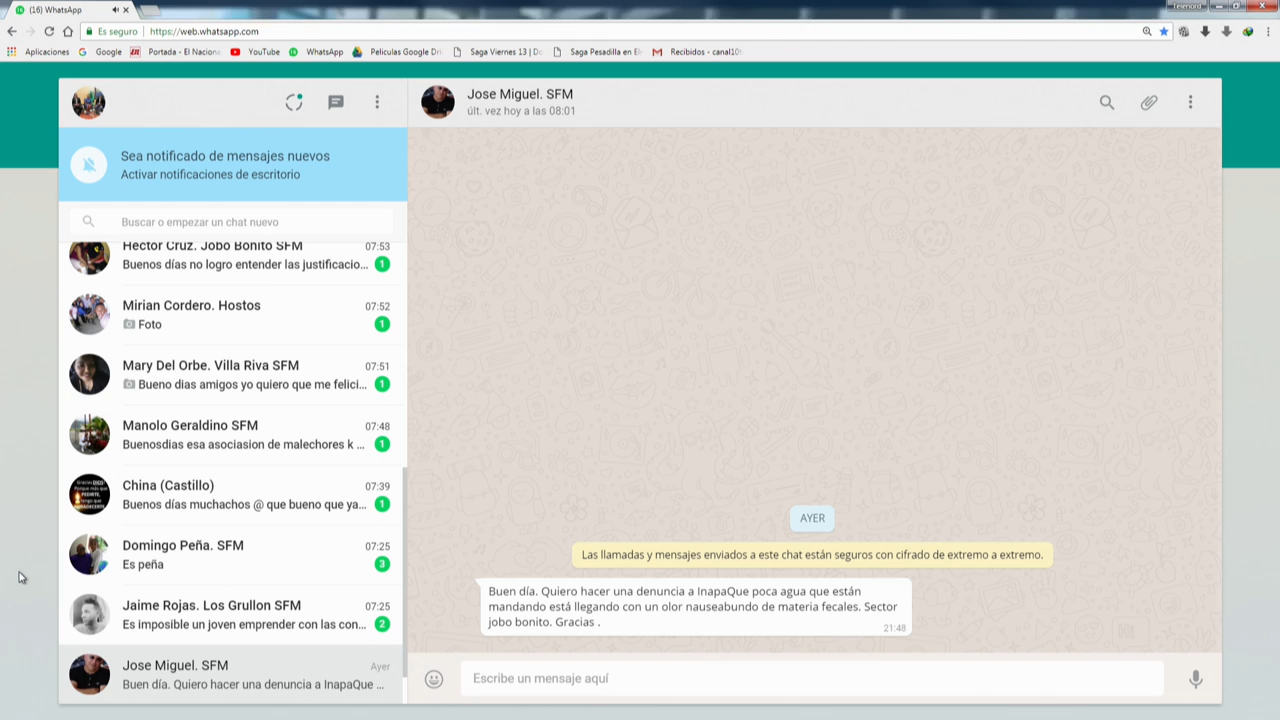 (16) WhatsApp
Telenord
Es seguro
https://web.whatsapp.com
Aplicaciones
Google
Portada - El Naciona
YouTube
WhatsApp
Peliculas Google Dri
Saga Viernes 13 | Do
Saga Pesadilla en El
Recibidos - canal10
Jose Miguel. SFM
últ. vez hoy a las 08:01
Sea notificado de mensajes nuevos
Activar notificaciones de escritorio
Buscar o empezar un chat nuevo
Hector Cruz. Jobo Bonito SFM
07:53
Buenos días no logro entender las justificacio...
1
Mirian Cordero. Hostos
07:52
Foto
1
Mary Del Orbe. Villa Riva SFM
07:51
Bueno dias amigos yo quiero que me felici...
1
Manolo Geraldino SFM
07:48
Buenosdias esa asociasion de malechores k ...
1
China (Castillo)
07:39
Buenos días muchachos @ que bueno que ya...
1
Domingo Peña. SFM
07:25
Es peña
3
Jaime Rojas. Los Grullon SFM
07:25
Es imposible un joven emprender con las con...
2
Jose Miguel. SFM
Ayer
Buen día. Quiero hacer una denuncia a InapaQue ...
AYER
Las llamadas y mensajes enviados a este chat están seguros con cifrado de extremo a extremo.
Buen día. Quiero hacer una denuncia a InapaQue poca agua que están
mandando está llegando con un olor nauseabundo de materia fecales. Sector
jobo bonito. Gracias .
21:48
Escribe un mensaje aquí